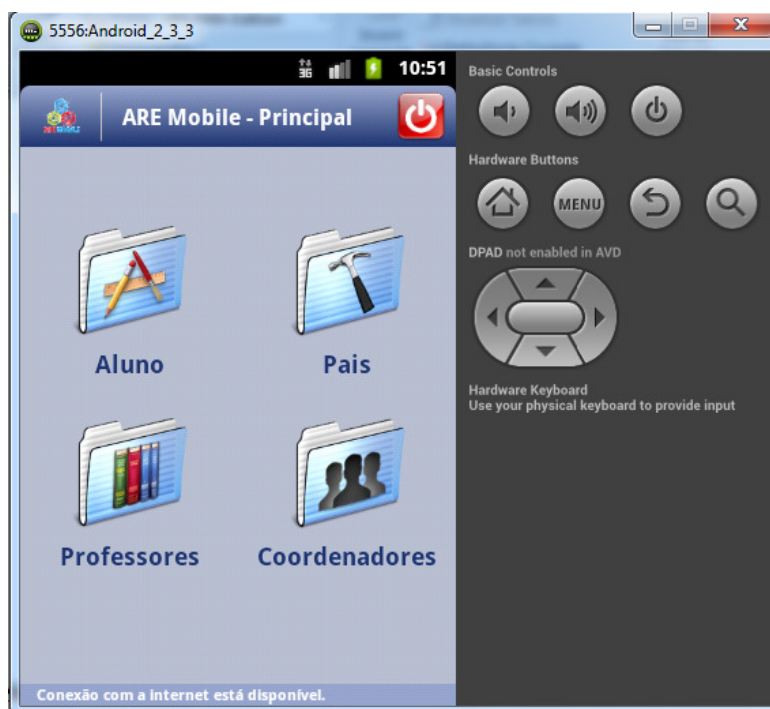 5556:Android_2_3_3
3G 10:51
ARE Mobile - Principal
Aluno
Pais
Professores
Coordenadores
Conexão com a internet está disponível.
Basic Controls
Hardware Buttons
MENU
DPAD not enabled in AVD
Hardware Keyboard
Use your physical keyboard to provide input